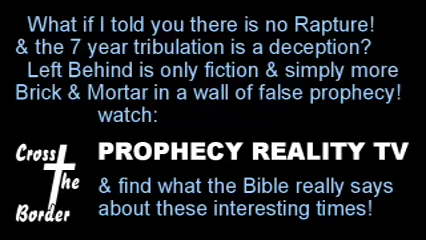 What if I told you there is no Rapture!
& the 7 year tribulation is a deception?
Left Behind is only fiction & simply more
Brick & Mortar in a wall of false prophecy!
watch:
PROPHECY REALITY TV
& find what the Bible really says
about these interesting times!
Cross
the
Border